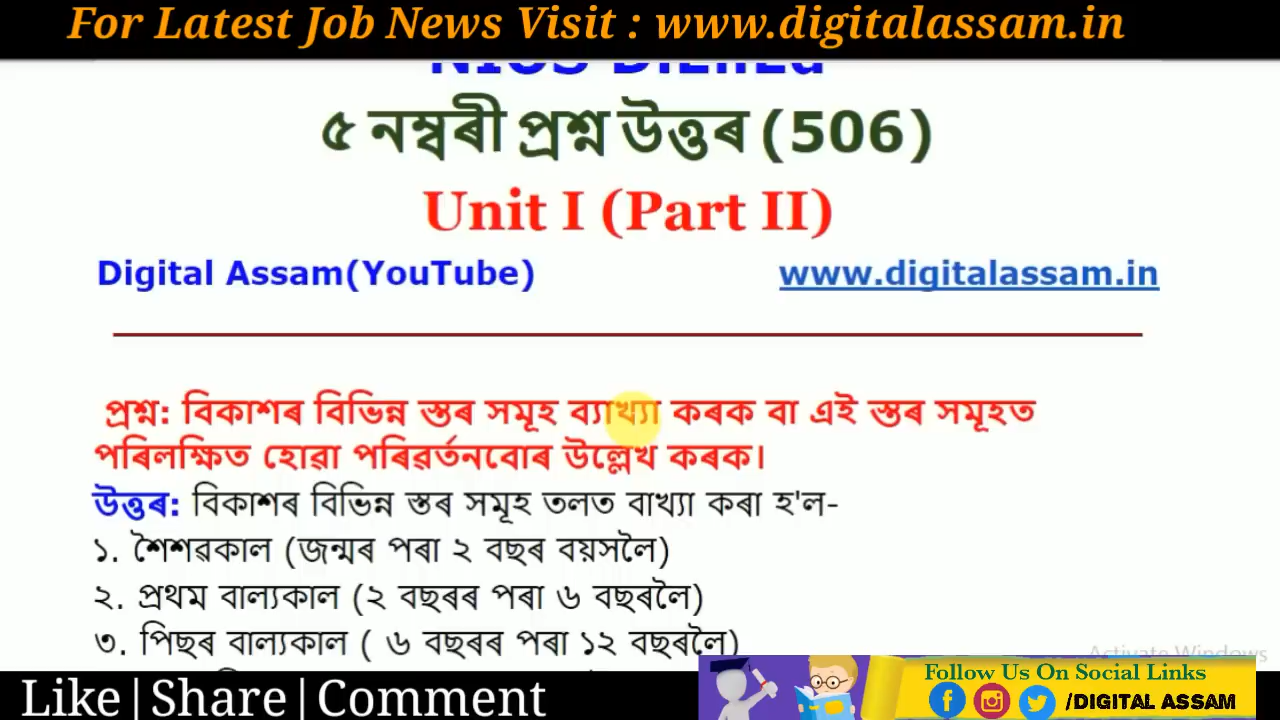 For Latest Job News Visit : www.digitalassam.in
৫ নম্বৰী প্ৰশ্ন উত্তৰ (506)
Unit I (Part II)
Digital Assam(YouTube) www.digitalassam.in
প্ৰশ্ন: বিকাশৰ বিভিন্ন স্তৰ সমূহ ব্যাখ্যা কৰক বা এই স্তৰ সমূহত
পৰিলক্ষিত হোৱা পৰিৱৰ্তনবোৰ উল্লেখ কৰক।
উত্তৰ: বিকাশৰ বিভিন্ন স্তৰ সমূহ তলত বাখ্যা কৰা হ'ল-
১. শৈশৱকাল (জন্মৰ পৰা ২ বছৰ বয়সলৈ)
২. প্ৰথম বাল্যকাল (২ বছৰৰ পৰা ৬ বছৰলৈ)
৩. পিছৰ বাল্যকাল ( ৬ বছৰৰ পৰা ১২ বছৰলৈ)
Activate Windows
Like|Share|Comment
Follow Us On Social Links
/DIGITAL ASSAM